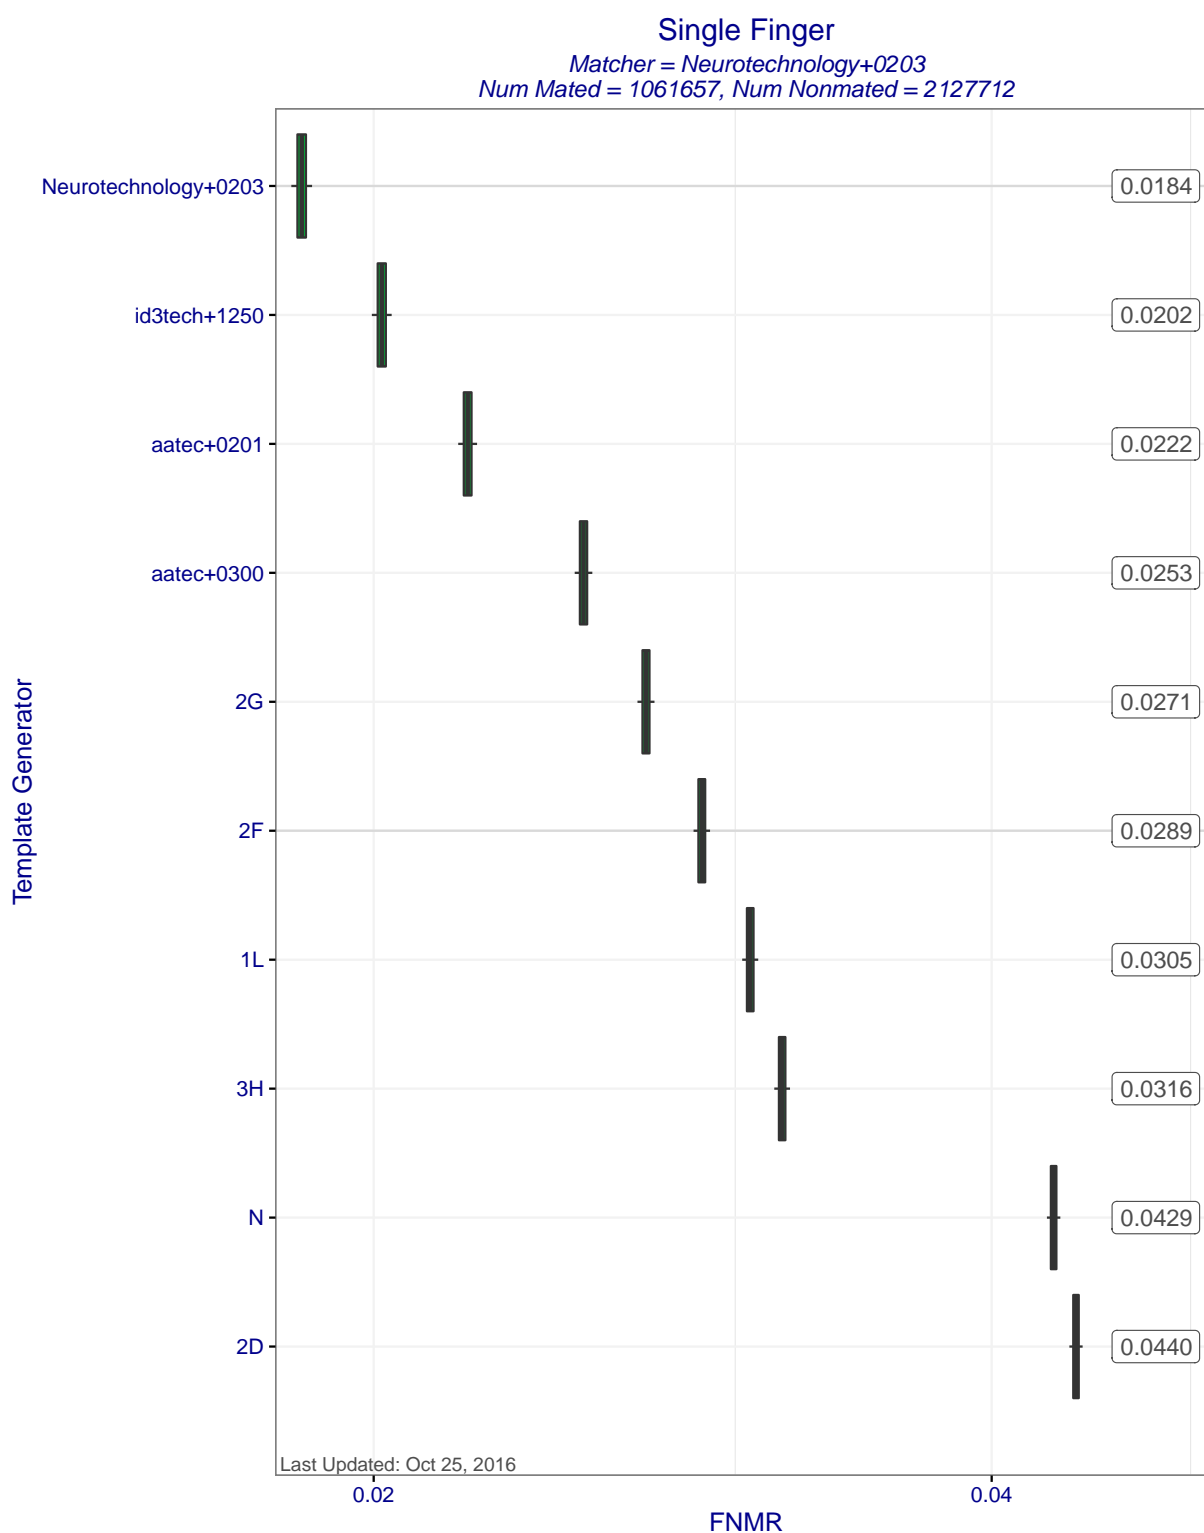 Single Finger
Matcher = Neurotechnology+0203
Num Mated = 1061657, Num Nonmated = 2127712
Template Generator
Neurotechnology+0203
0.0184
id3tech+1250
0.0202
aatec+0201
0.0222
aatec+0300
0.0253
2G
0.0271
2F
0.0289
1L
0.0305
3H
0.0316
N
0.0429
2D
0.0440
Last Updated: Oct 25, 2016
0.02
0.04
FNMR